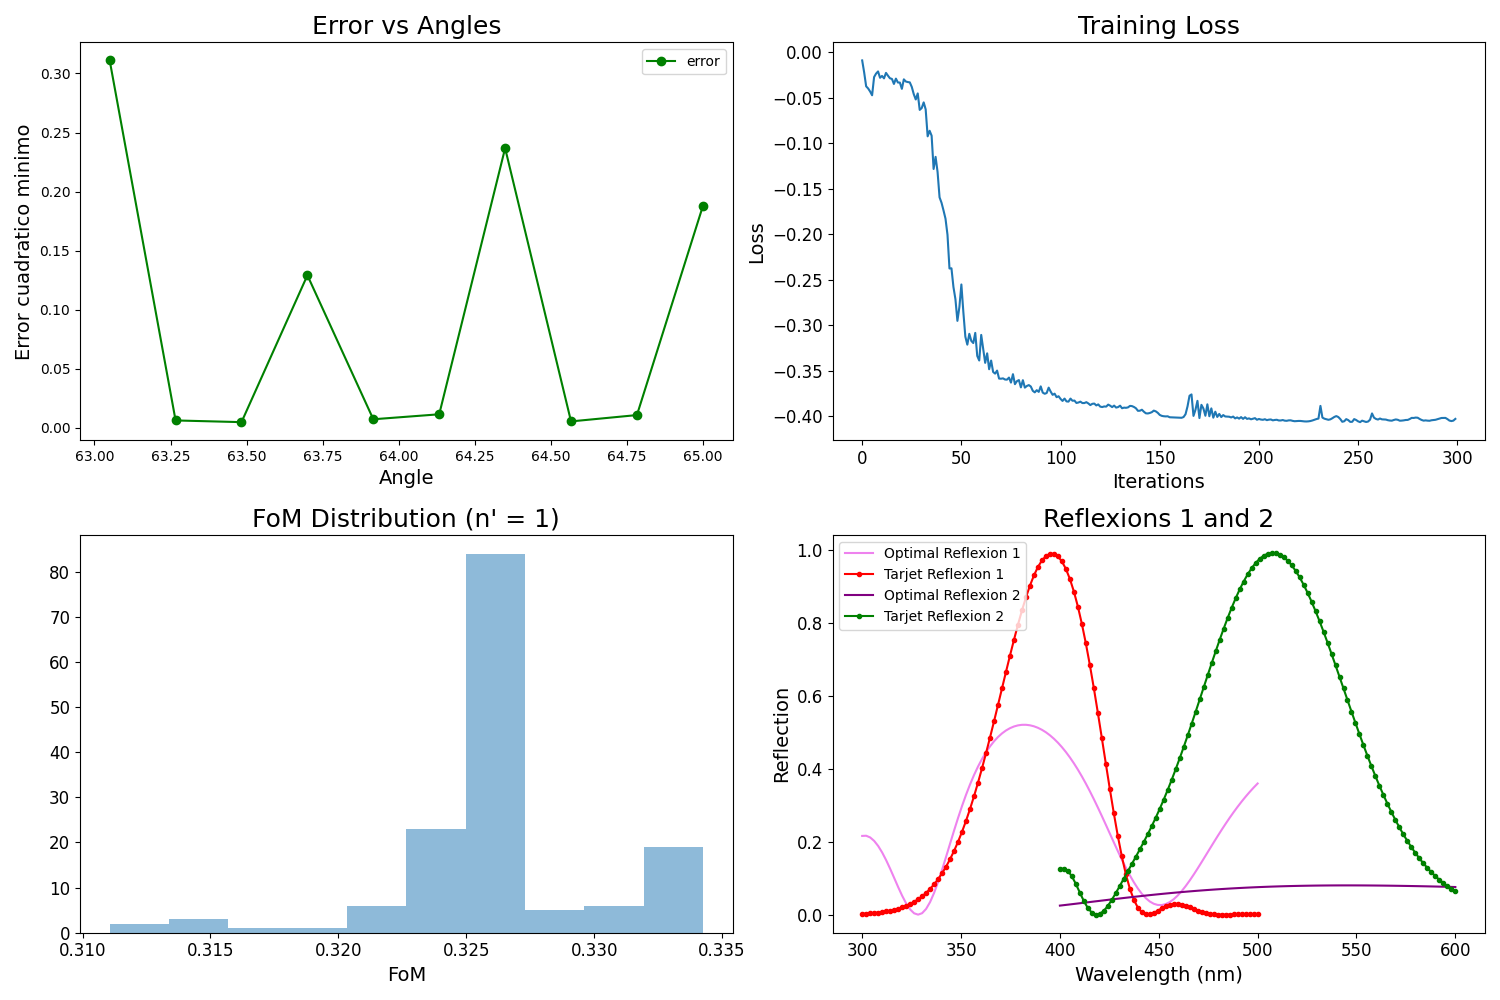 Error vs Angles
error
0.30
0.25
0.20
0.15
0.10
0.05
0.00
Error cuadratico minimo
63.00 63.25 63.50 63.75 64.00 64.25 64.50 64.75 65.00
Angle
Training Loss
0.00
−0.05
−0.10
−0.15
−0.20
−0.25
−0.30
−0.35
−0.40
Loss
0 50 100 150 200 250 300
Iterations
FoM Distribution (n' = 1)
80
70
60
50
40
30
20
10
0
0.310 0.315 0.320 0.325 0.330 0.335
FoM
Reflexions 1 and 2
Optimal Reflexion 1
Tarjet Reflexion 1
Optimal Reflexion 2
Tarjet Reflexion 2
1.0
0.8
0.6
0.4
0.2
0.0
Reflection
300 350 400 450 500 550 600
Wavelength (nm)